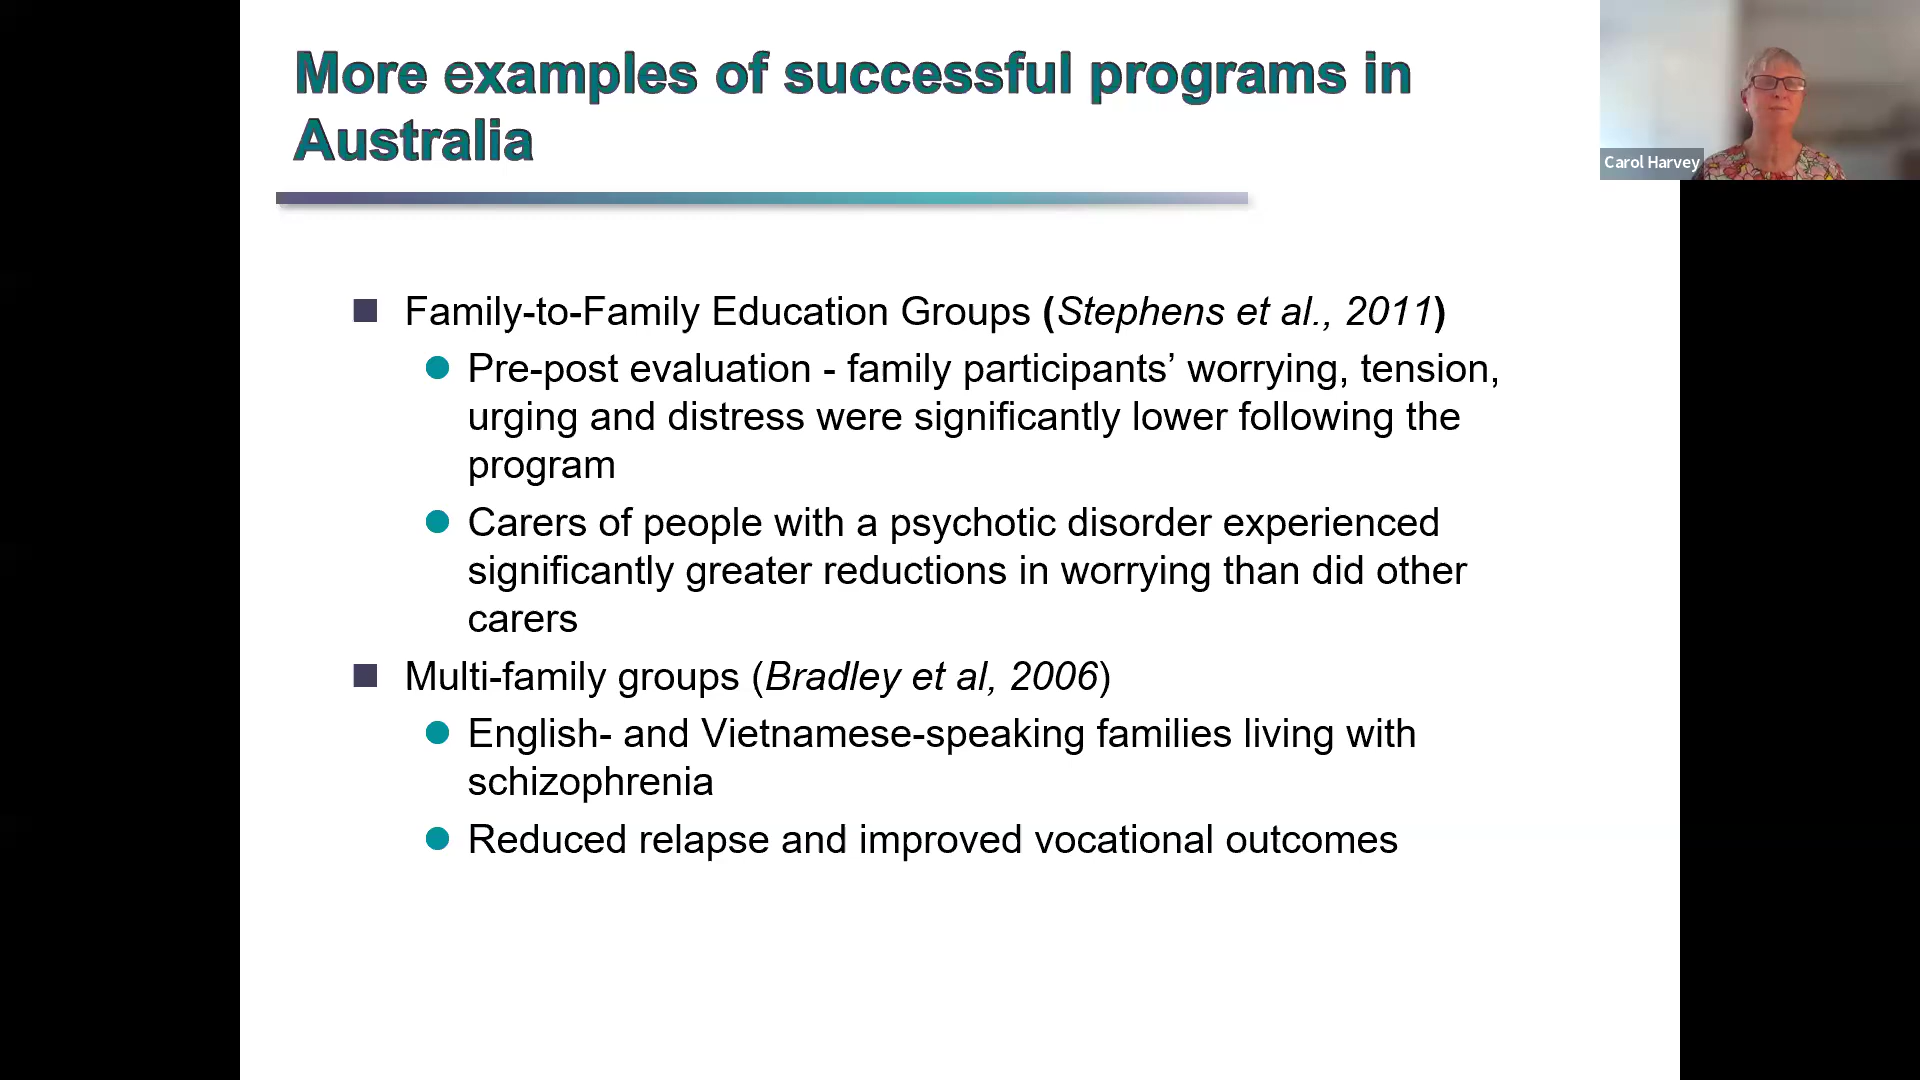 More examples of successful programs in
Australia
Carol Harvey
Family-to-Family Education Groups (Stephens et al., 2011)
Pre-post evaluation - family participants’ worrying, tension,
urging and distress were significantly lower following the
program
Carers of people with a psychotic disorder experienced
significantly greater reductions in worrying than did other
carers
Multi-family groups (Bradley et al, 2006)
English- and Vietnamese-speaking families living with
schizophrenia
Reduced relapse and improved vocational outcomes